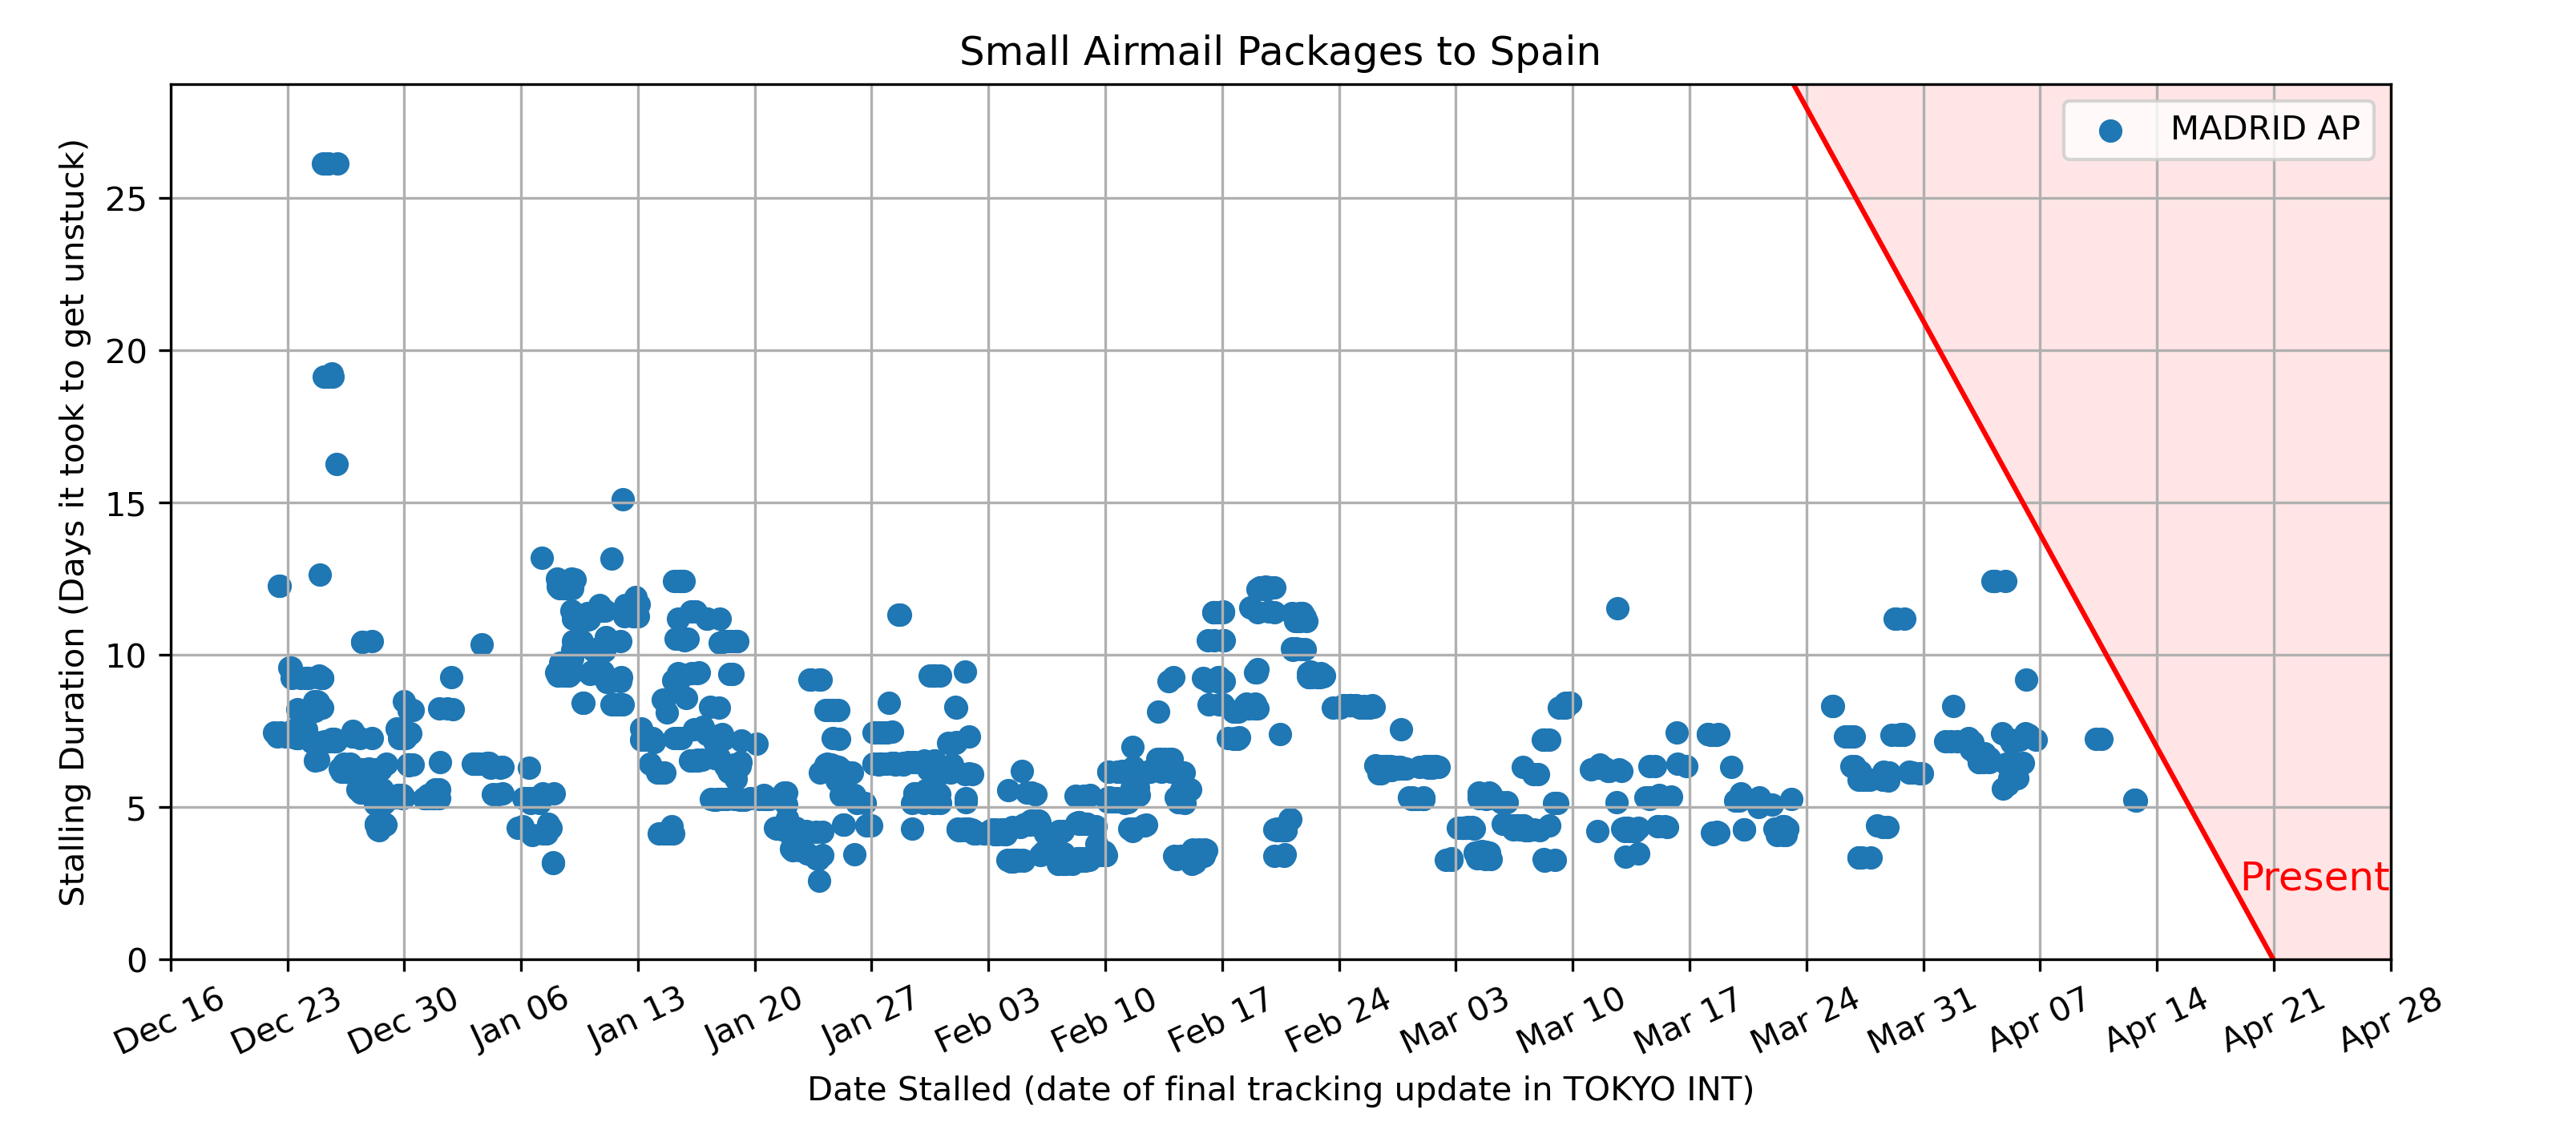 Small Airmail Packages to Spain
MADRID AP
Stalling Duration (Days it took to get unstuck)
25
20
15
10
5
0
Present
Dec 16
Dec 23
Dec 30
Jan 06
Jan 13
Jan 20
Jan 27
Feb 03
Feb 10
Feb 17
Feb 24
Mar 03
Mar 10
Mar 17
Mar 24
Mar 31
Apr 07
Apr 14
Apr 21
Apr 28
Date Stalled (date of final tracking update in TOKYO INT)